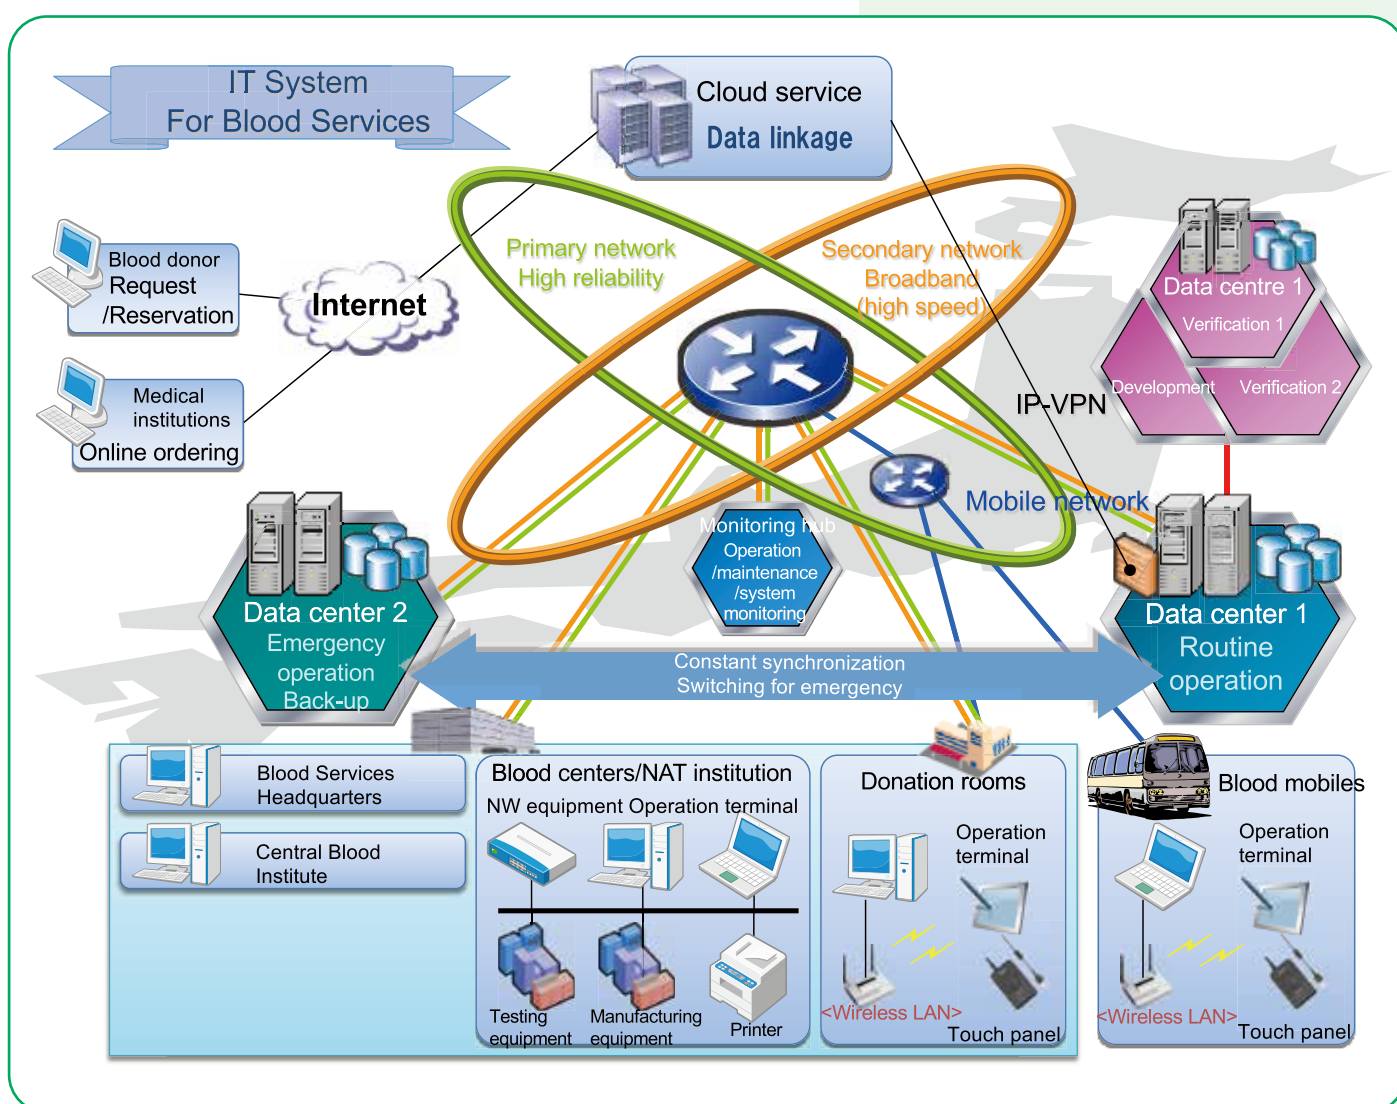 IT System
For Blood Services
Cloud service
Data linkage
Blood donor
Request
/Reservation
Internet
Medical
institutions
Online ordering
Primary network
High reliability
Secondary network
Broadband
(high speed)
Data centre 1
Verification 1
Development
Verification 2
IP-VPN
Mobile network
Monitoring hub
Operation
/maintenance
/system
monitoring
Data center 2
Emergency
operation
Back-up
Data center 1
Routine
operation
Constant synchronization
Switching for emergency
Blood Services
Headquarters
Central Blood
Institute
Blood centers/NAT institution
NW equipment Operation terminal
Testing
equipment
Manufacturing
equipment
Printer
Donation rooms
Operation
terminal
<Wireless LAN>
Touch panel
Blood mobiles
Operation
terminal
<Wireless LAN>
Touch panel